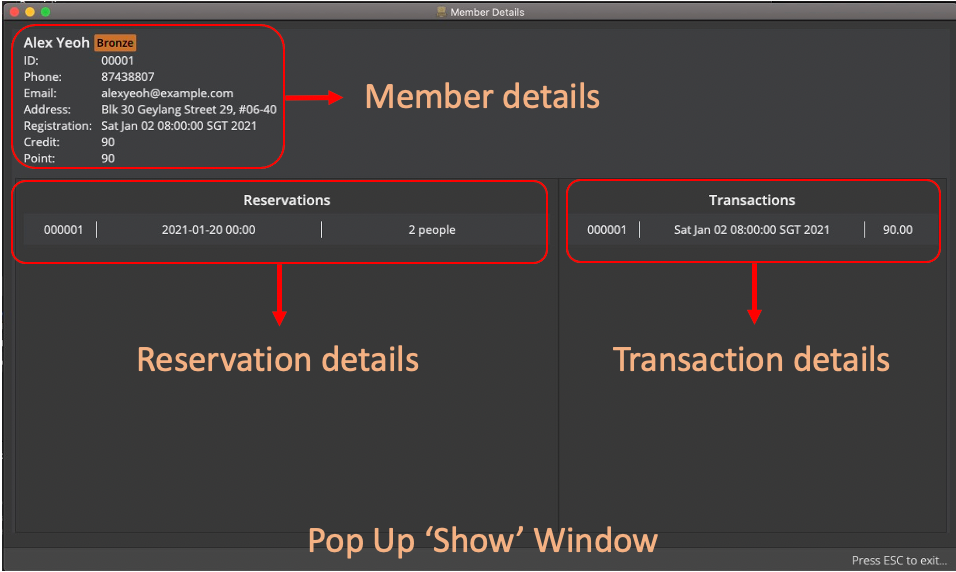 Member Details
Alex Yeoh Bronze
ID: 00001
Phone: 87438807
Email: alexyeoh@example.com
Address: Blk 30 Geylang Street 29, #06-40
Registration: Sat Jan 02 08:00:00 SGT 2021
Credit: 90
Point: 90
Member details
Reservations
000001 2021-01-20 00:00 2 people
Transactions
000001 Sat Jan 02 08:00:00 SGT 2021 90.00
Reservation details
Transaction details
Pop Up ‘Show’ Window
Press ESC to exit...